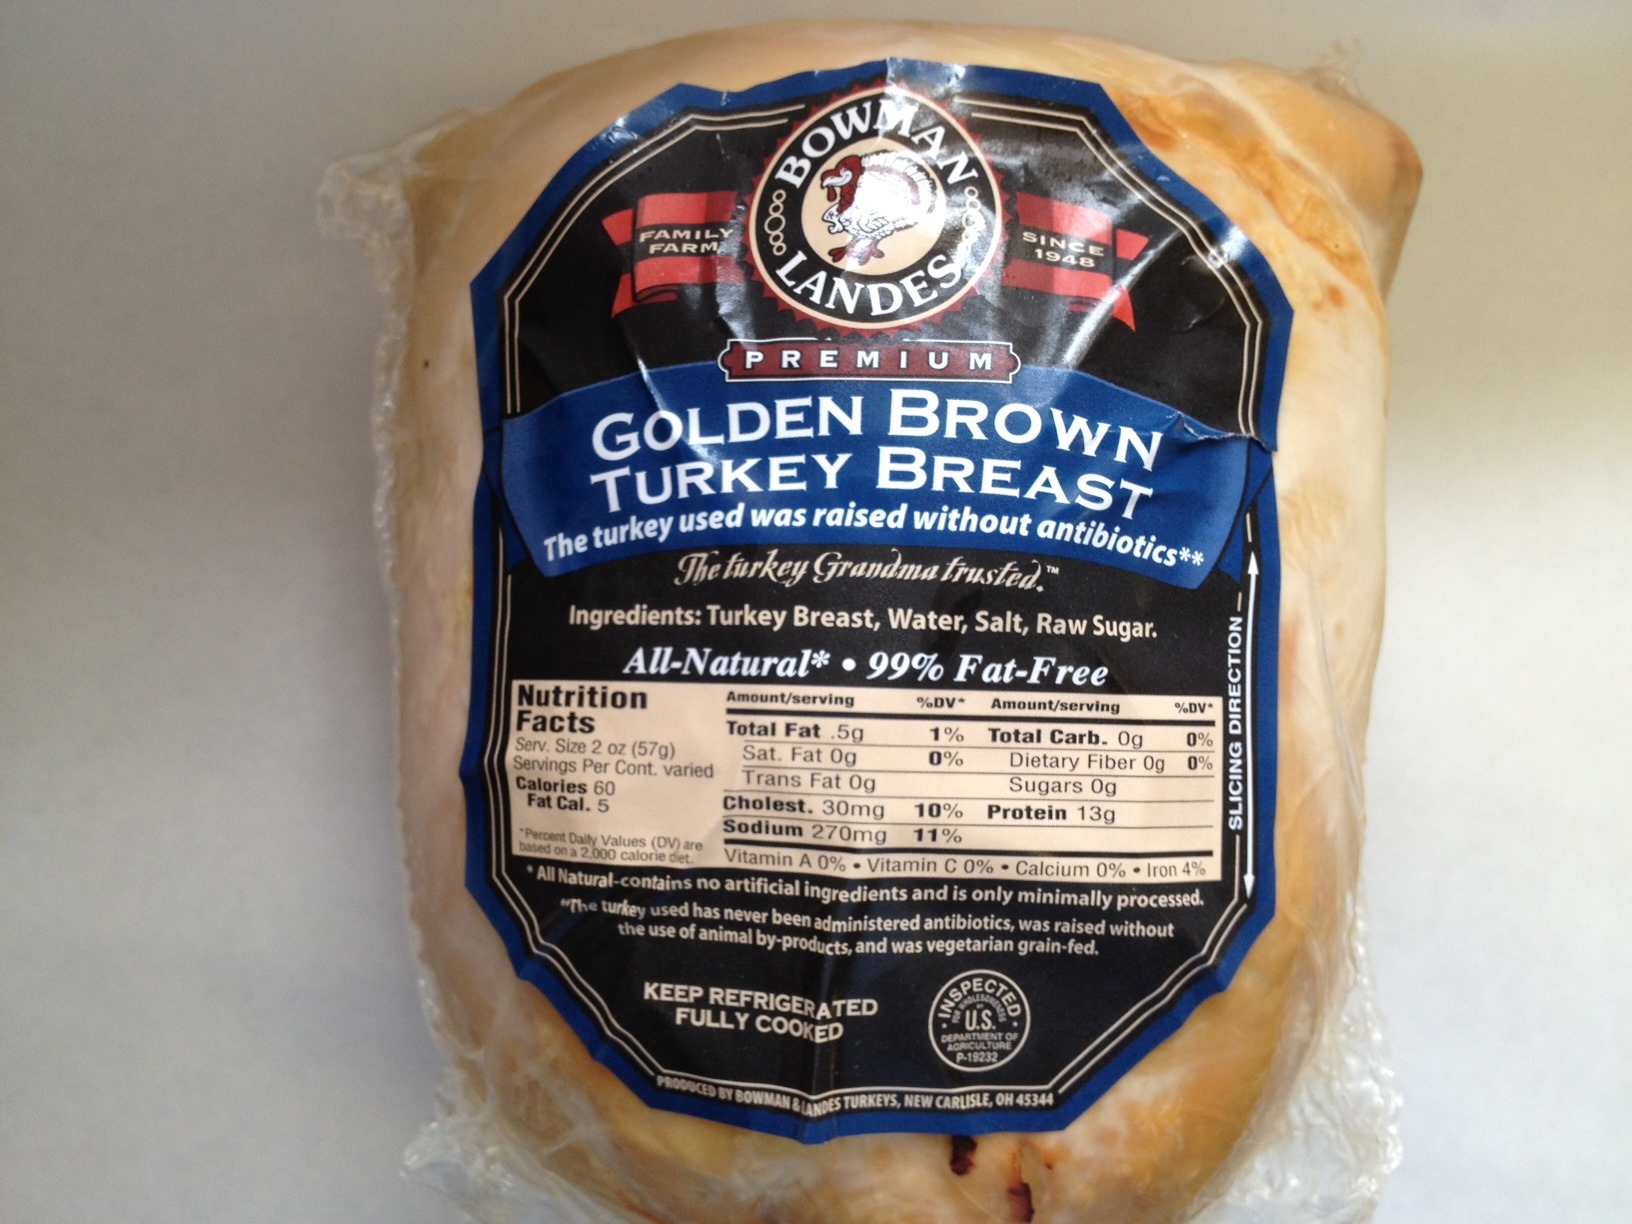 BOWMAN
LANDES
FAMILY
FARM
SINCE
1948
PREMIUM
GOLDEN BROWN
TURKEY BREAST
The turkey used was raised without antibiotics**
The turkey Grandma trusted.™
Ingredients: Turkey Breast, Water, Salt, Raw Sugar.
All-Natural* • 99% Fat-Free
Nutrition
Facts
Serv. Size 2 oz (57g)
Servings Per Cont. varied
Calories 60
Fat Cal. 5
*Percent Daily Values (DV) are
based on a 2,000 calorie diet.
Amount/serving %DV* Amount/serving %DV*
Total Fat .5g 1% Total Carb. 0g 0%
Sat. Fat 0g 0% Dietary Fiber 0g 0%
Trans Fat 0g Sugars 0g
Cholest. 30mg 10% Protein 13g
Sodium 270mg 11%
Vitamin A 0% • Vitamin C 0% • Calcium 0% • Iron 4%
SLICING DIRECTION
* All Natural-contains no artificial ingredients and is only minimally processed.
**The turkey used has never been administered antibiotics, was raised without
the use of animal by-products, and was vegetarian grain-fed.
KEEP REFRIGERATED
FULLY COOKED
INSPECTED
FOR WHOLESOMENESS
BY
U.S.
DEPARTMENT OF
AGRICULTURE
P-19232
PRODUCED BY BOWMAN & LANDES TURKEYS, NEW CARLISLE, OH 45344